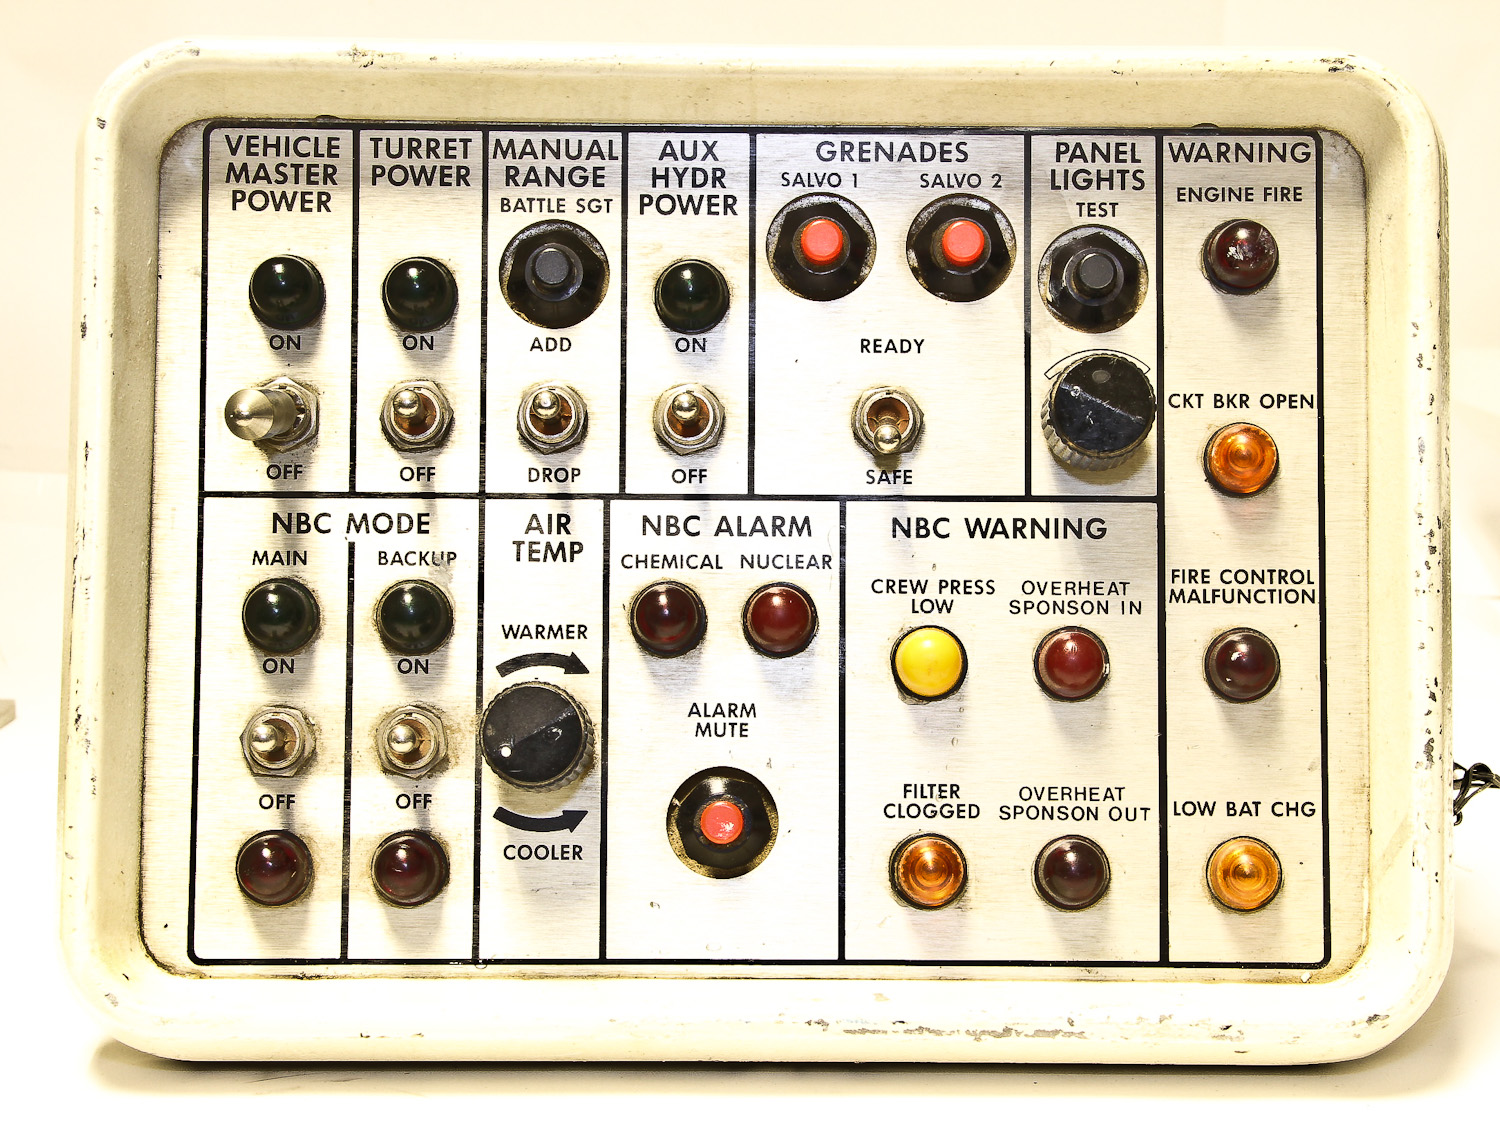 VEHICLE
MASTER
POWER
ON
OFF
TURRET
POWER
ON
OFF
MANUAL
RANGE
BATTLE SGT
ADD
DROP
AUX
HYDR
POWER
ON
OFF
GRENADES
SALVO 1
SALVO 2
READY
SAFE
PANEL
LIGHTS
TEST
WARNING
ENGINE FIRE
CKT BKR OPEN
FIRE CONTROL
MALFUNCTION
LOW BAT CHG
NBC MODE
MAIN
ON
OFF
BACKUP
ON
OFF
AIR
TEMP
WARMER
COOLER
NBC ALARM
CHEMICAL
NUCLEAR
ALARM
MUTE
NBC WARNING
CREW PRESS
LOW
OVERHEAT
SPONSON IN
FILTER
CLOGGED
OVERHEAT
SPONSON OUT